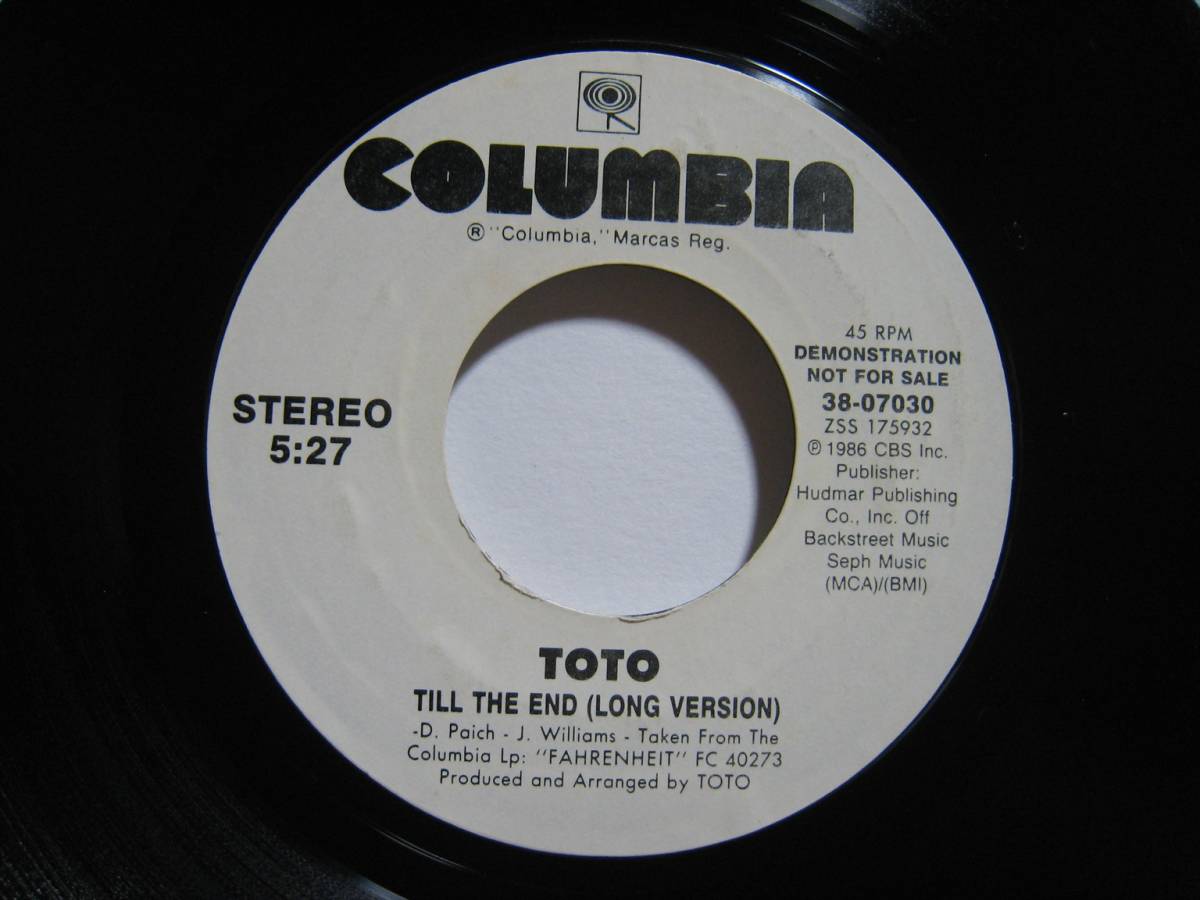 COLUMBIA
® "Columbia," Marcas Reg.
STEREO
5:27
45 RPM
DEMONSTRATION
NOT FOR SALE
38-07030
ZSS 175932
℗ 1986 CBS Inc.
Publisher:
Hudmar Publishing
Co., Inc. Off
Backstreet Music
Seph Music
(MCA)/(BMI)
TOTO
TILL THE END (LONG VERSION)
-D. Paich - J. Williams - Taken From The
Columbia Lp: "FAHRENHEIT" FC 40273
Produced and Arranged by TOTO